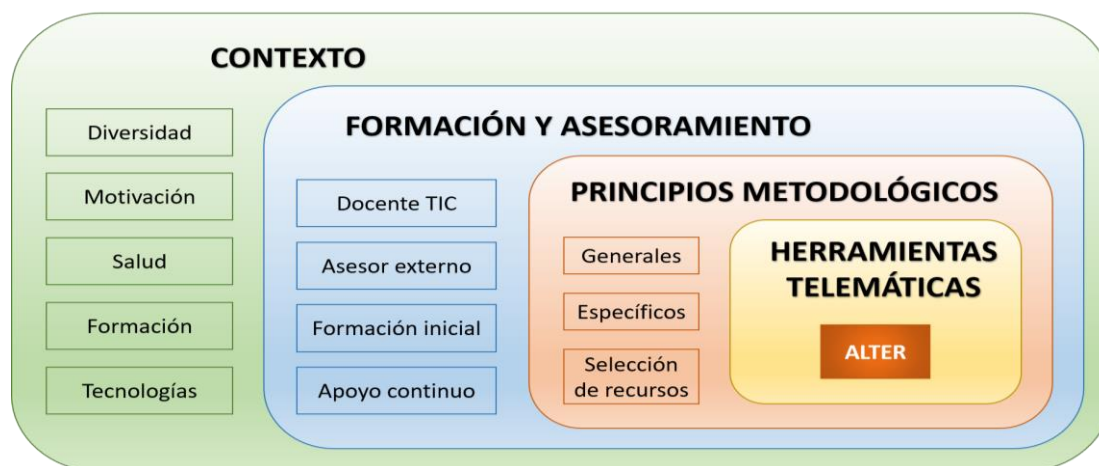 CONTEXTO
Diversidad
Motivación
Salud
Formación
Tecnologías
FORMACIÓN Y ASESORAMIENTO
Docente TIC
Asesor externo
Formación inicial
Apoyo continuo
PRINCIPIOS METODOLÓGICOS
Generales
Específicos
Selección
de recursos
HERRAMIENTAS
TELEMÁTICAS
ALTER